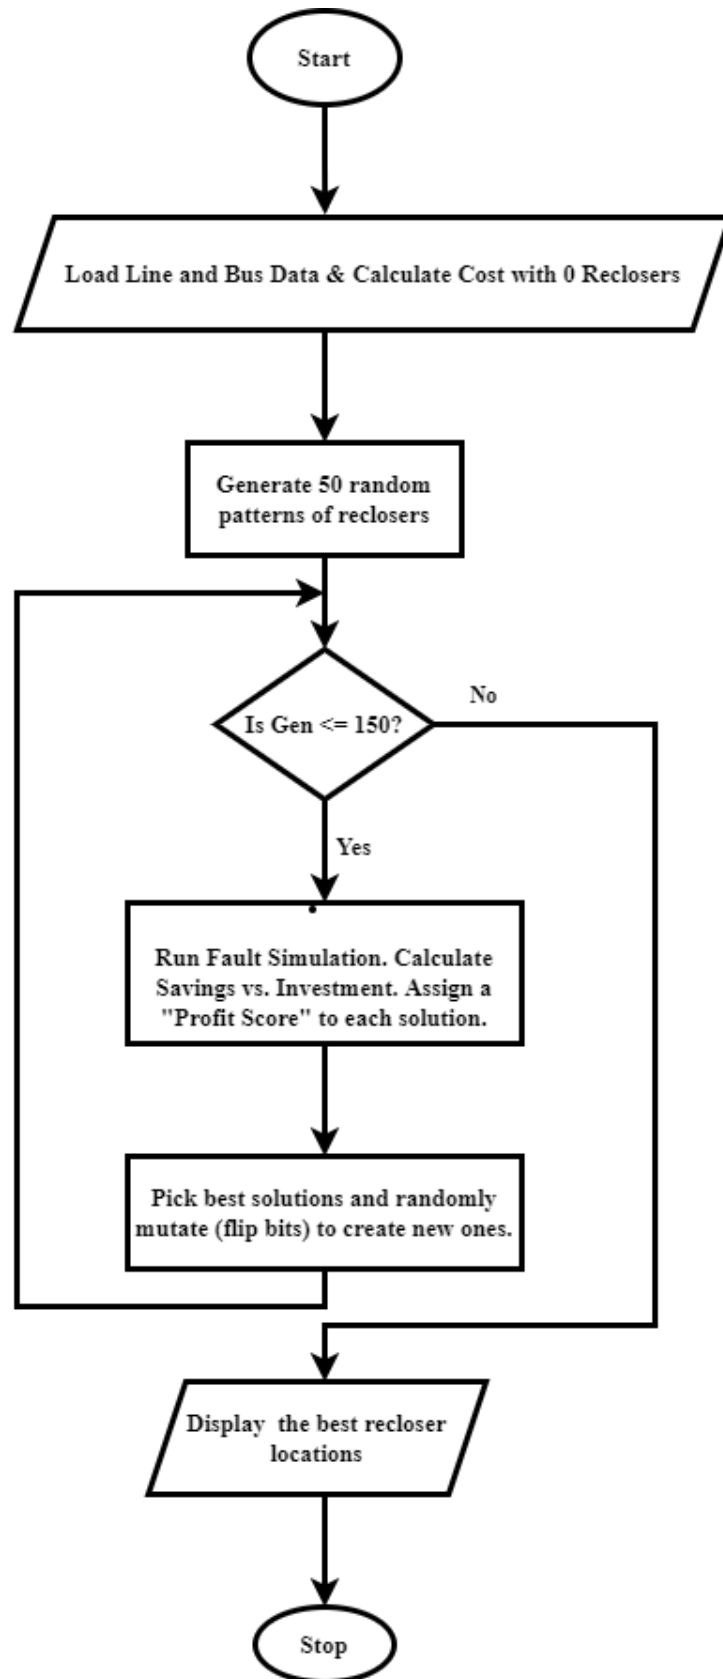 Start
Load Line and Bus Data & Calculate Cost with 0 Reclosers
Generate 50 random
patterns of reclosers
Is Gen <= 150?
No
Yes
Run Fault Simulation. Calculate
Savings vs. Investment. Assign a
"Profit Score" to each solution.
Pick best solutions and randomly
mutate (flip bits) to create new ones.
Display the best recloser
locations
Stop